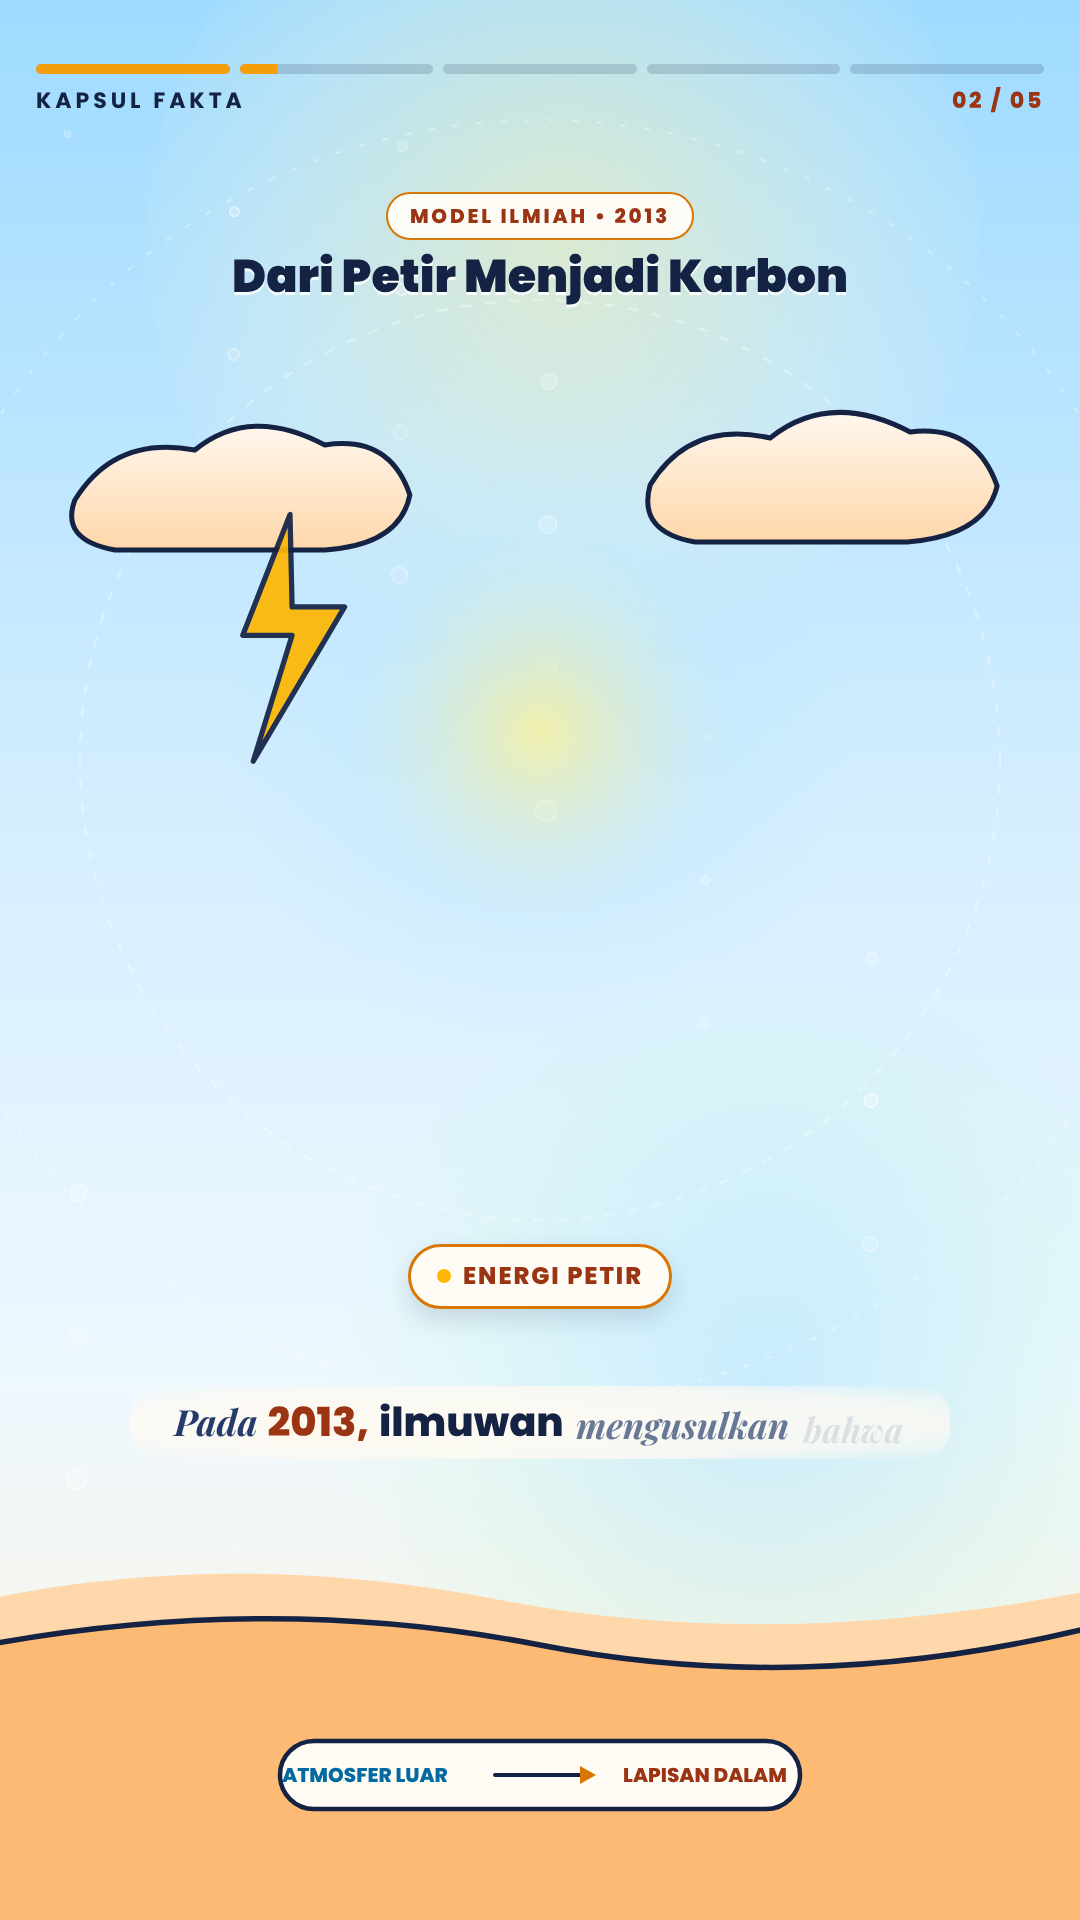 KAPSUL FAKTA
02 / 05
MODEL ILMIAH • 2013
Dari Petir Menjadi Karbon
ENERGI PETIR
Pada 2013, ilmuwan mengusulkan bahwa
ATMOSFER LUAR
LAPISAN DALAM